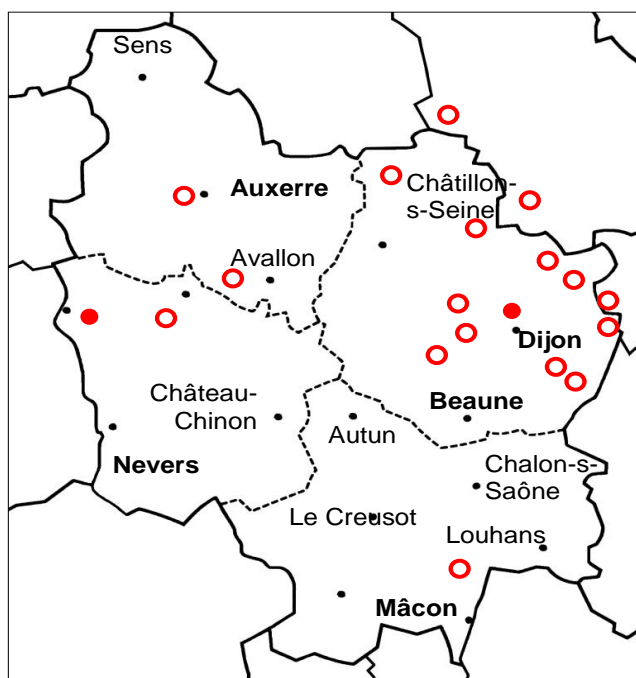 Sens
Châtillon-
s-Seine
Auxerre
Avallon
Dijon
Château-
Chinon
Beaune
Autun
Nevers
Chalon-s-
Saône
Le Creusot
Louhans
Mâcon